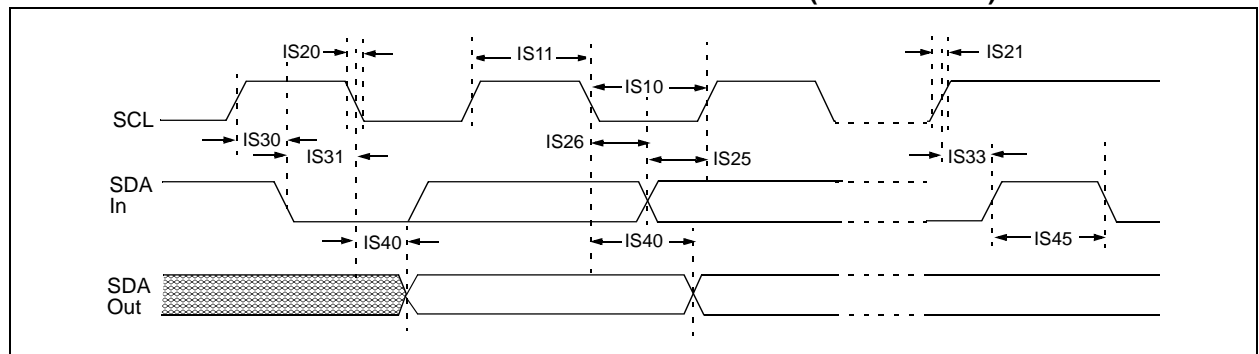 IS20
IS11
IS21
IS10
SCL
IS30
IS31
IS26
IS25
IS33
SDA
In
IS40
IS40
IS45
SDA
Out